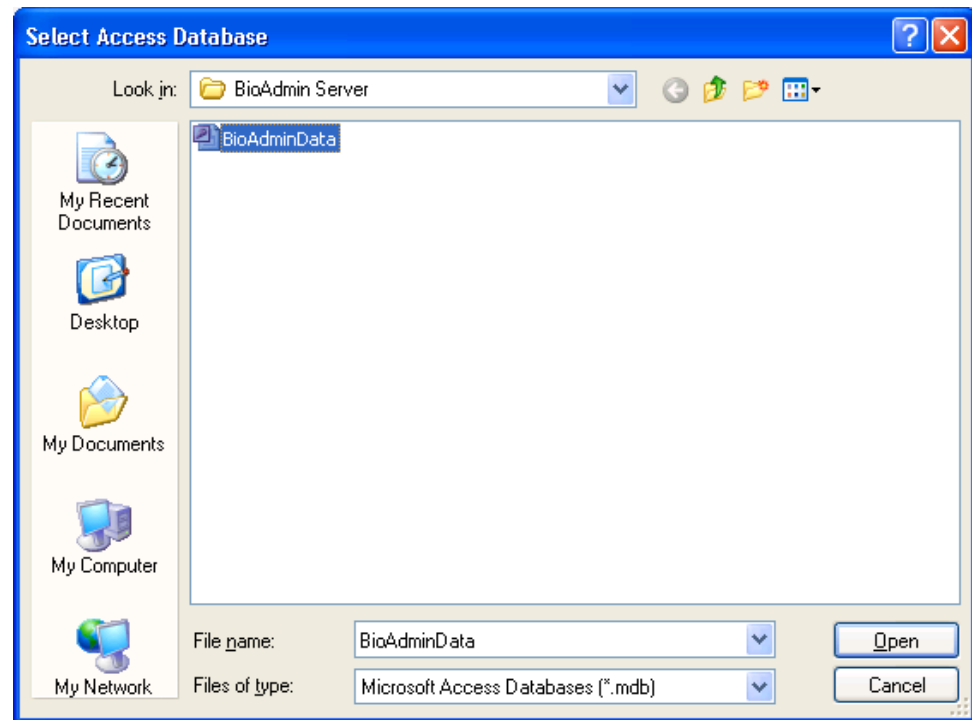 Select Access Database
Look in:
BioAdmin Server
BioAdminData
My Recent
Documents
Desktop
My Documents
My Computer
My Network
File name:
BioAdminData
Open
Files of type:
Microsoft Access Databases (*.mdb)
Cancel